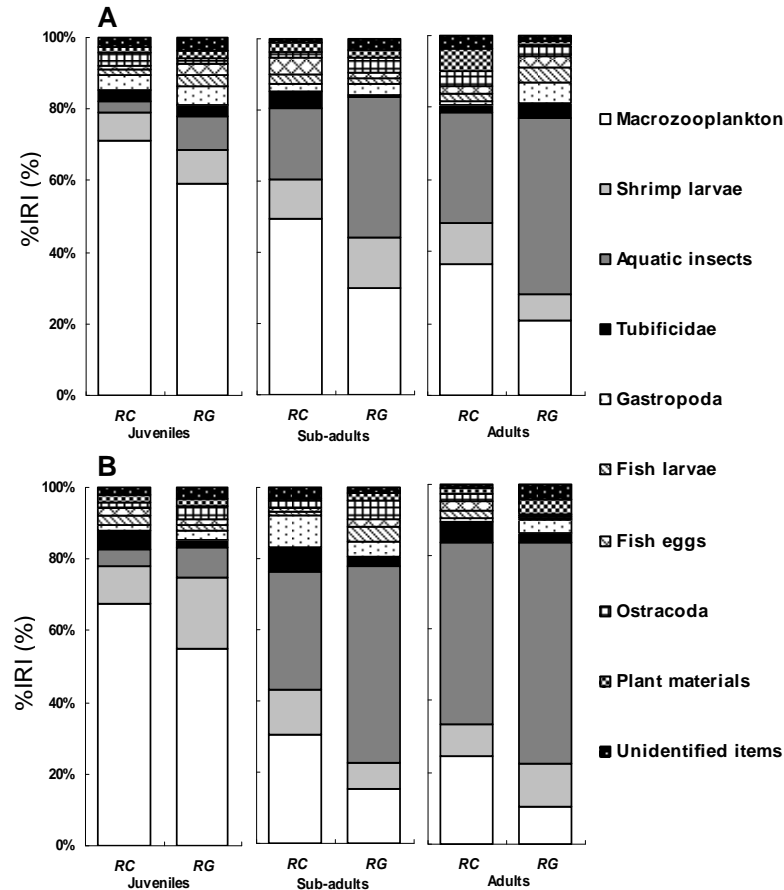 A
%IRI (%)
100%
80%
60%
40%
20%
0%
RC RG
Juveniles
RC RG
Sub-adults
RC RG
Adults
B
%IRI (%)
100%
80%
60%
40%
20%
0%
RC RG
Juveniles
RC RG
Sub-adults
RC RG
Adults
Macrozooplankton
Shrimp larvae
Aquatic insects
Tubificidae
Gastropoda
Fish larvae
Fish eggs
Ostracoda
Plant materials
Unidentified items